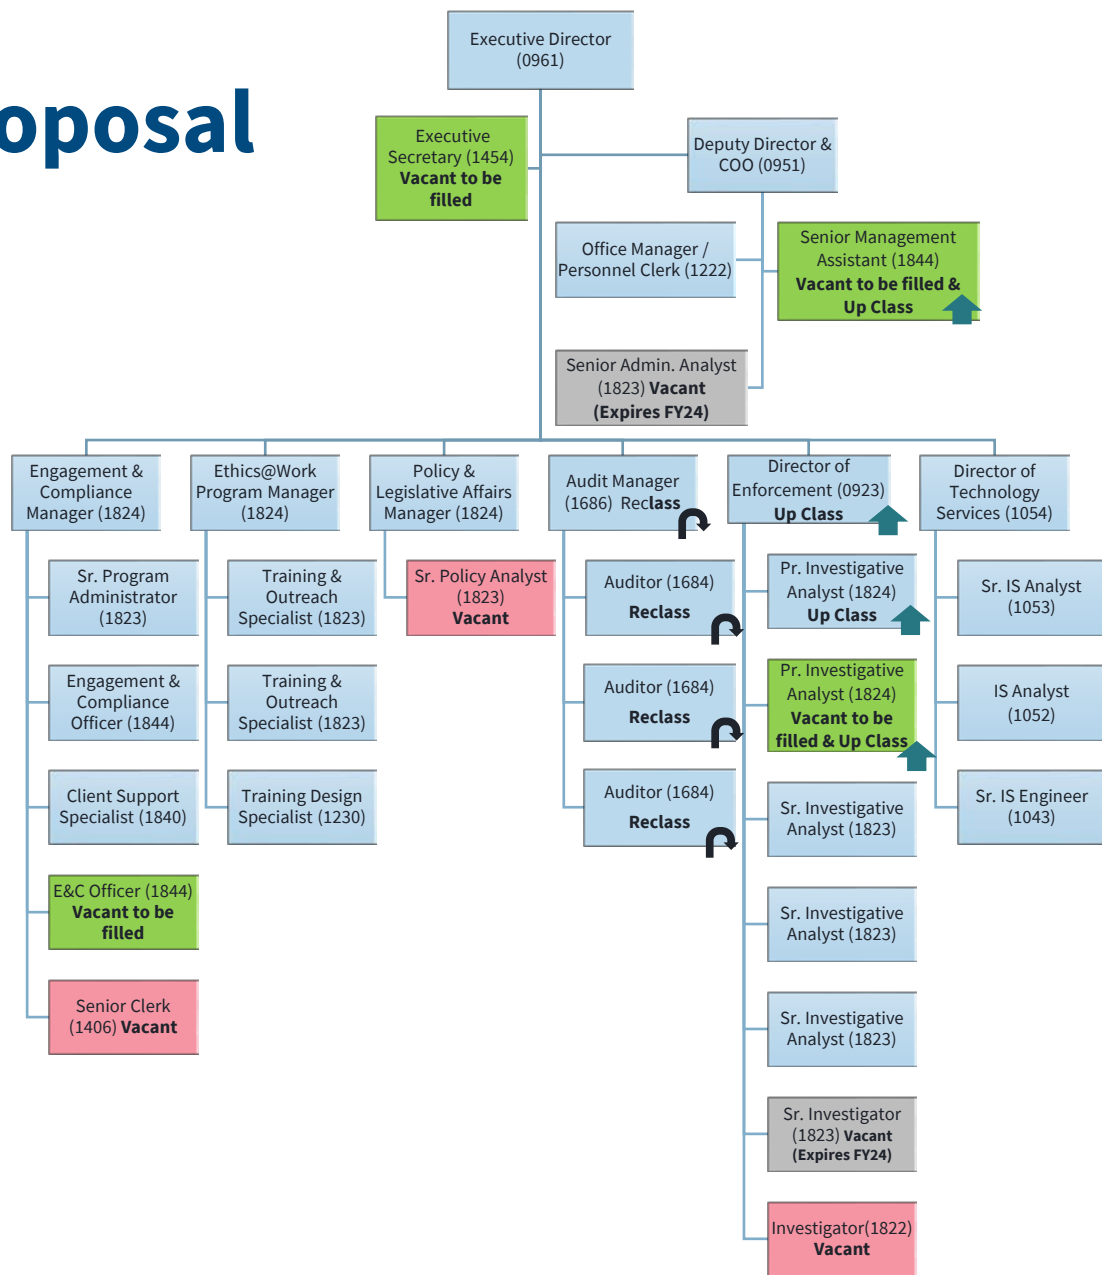 oposal
Executive Director
(0961)
Executive
Secretary (1454)
Vacant to be
filled
Deputy Director &
COO (0951)
Office Manager /
Personnel Clerk (1222)
Senior Management
Assistant (1844)
Vacant to be filled &
Up Class
Senior Admin. Analyst
(1823) Vacant
(Expires FY24)
Engagement &
Compliance
Manager (1824)
Sr. Program
Administrator
(1823)
Engagement &
Compliance
Officer (1844)
Client Support
Specialist (1840)
E&C Officer (1844)
Vacant to be
filled
Senior Clerk
(1406) Vacant
Ethics@Work
Program Manager
(1824)
Training &
Outreach
Specialist (1823)
Training &
Outreach
Specialist (1823)
Training Design
Specialist (1230)
Policy &
Legislative Affairs
Manager (1824)
Sr. Policy Analyst
(1823)
Vacant
Audit Manager
(1686) Reclass
Auditor (1684)
Reclass
Auditor (1684)
Reclass
Auditor (1684)
Reclass
Director of
Enforcement (0923)
Up Class
Pr. Investigative
Analyst (1824)
Up Class
Pr. Investigative
Analyst (1824)
Vacant to be
filled & Up Class
Sr. Investigative
Analyst (1823)
Sr. Investigative
Analyst (1823)
Sr. Investigative
Analyst (1823)
Sr. Investigator
(1823) Vacant
(Expires FY24)
Investigator(1822)
Vacant
Director of
Technology
Services (1054)
Sr. IS Analyst
(1053)
IS Analyst
(1052)
Sr. IS Engineer
(1043)